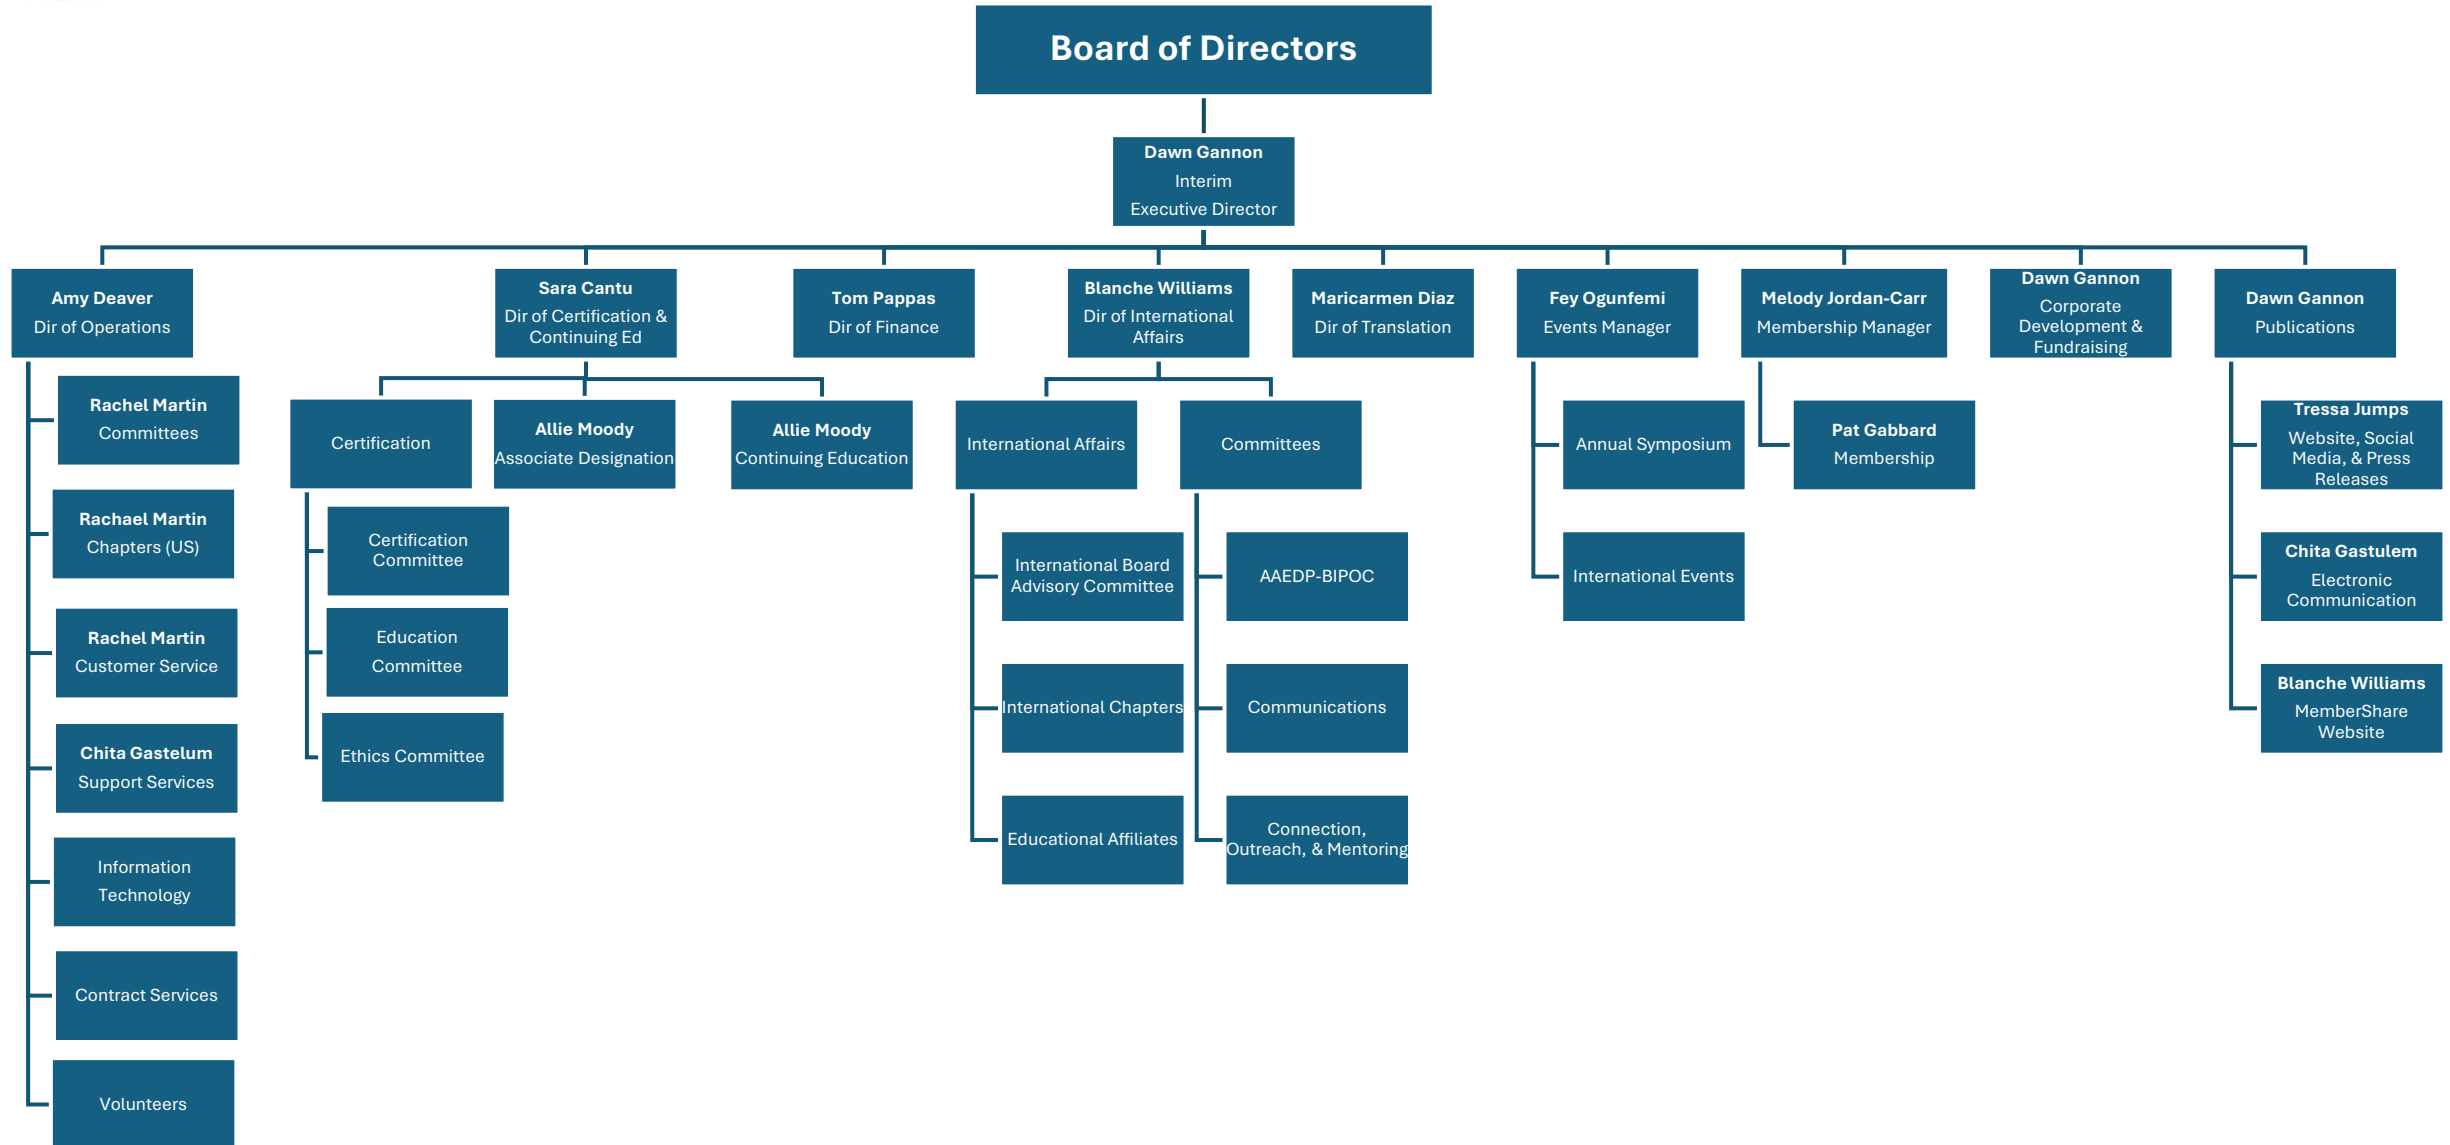 Board of Directors
Dawn Gannon
Interim
Executive Director
Amy Deaver
Dir of Operations
Sara Cantu
Dir of Certification &
Continuing Ed
Tom Pappas
Dir of Finance
Blanche Williams
Dir of International
Affairs
Maricarmen Diaz
Dir of Translation
Fey Ogunfemi
Events Manager
Melody Jordan-Carr
Membership Manager
Dawn Gannon
Corporate
Development &
Fundraising
Dawn Gannon
Publications
Rachel Martin
Committees
Rachael Martin
Chapters (US)
Rachel Martin
Customer Service
Chita Gastelum
Support Services
Information
Technology
Contract Services
Volunteers
Certification
Certification
Committee
Education
Committee
Ethics Committee
Allie Moody
Associate Designation
Allie Moody
Continuing Education
International Affairs
International Board
Advisory Committee
International Chapters
Educational Affiliates
Committees
AAEDP-BIPOC
Communications
Connection,
Outreach, & Mentoring
Annual Symposium
International Events
Pat Gabbard
Membership
Tressa Jumps
Website, Social
Media, & Press
Releases
Chita Gastulem
Electronic
Communication
Blanche Williams
MemberShare
Website